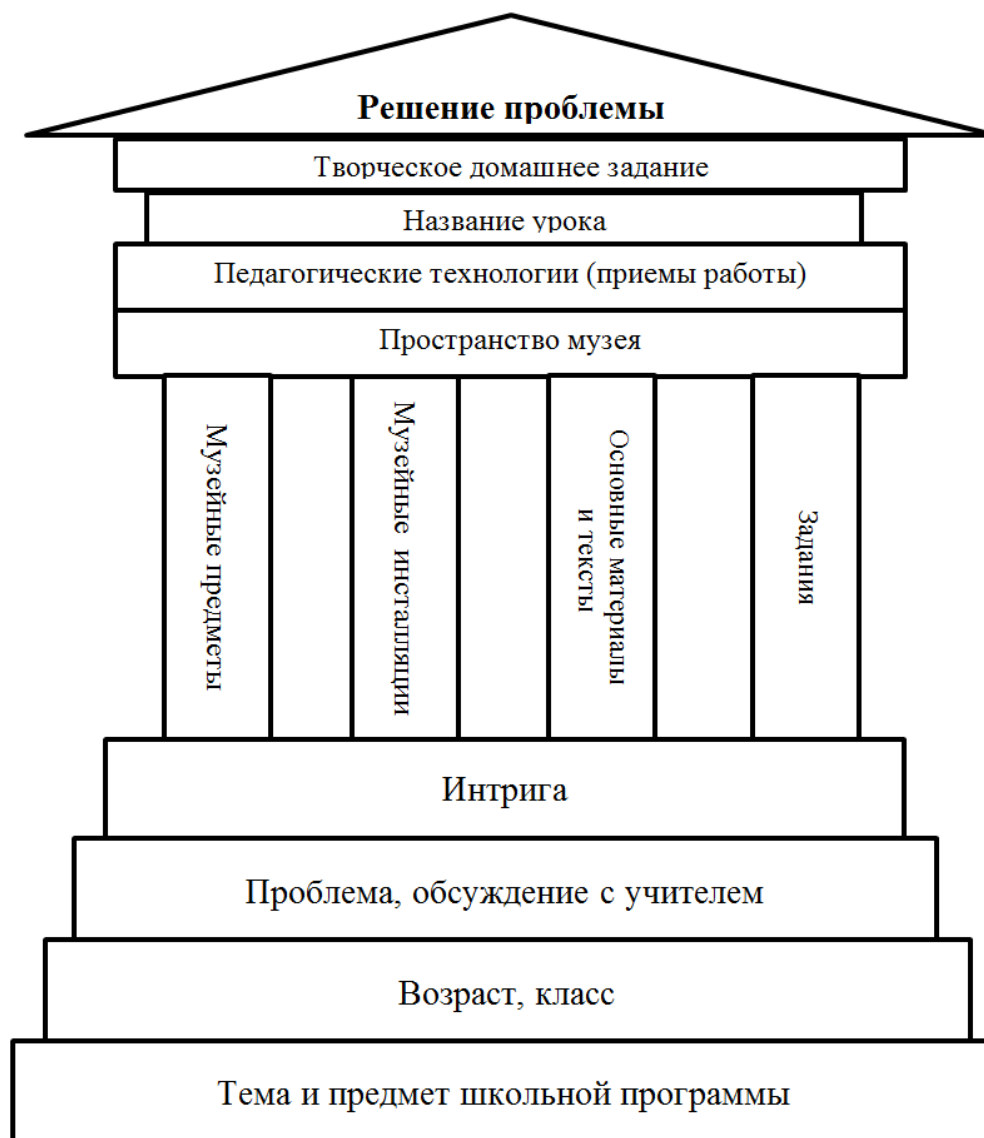 Решение проблемы
Творческое домашнее задание
Название урока
Педагогические технологии (приемы работы)
Пространство музея
Музейные предметы
Музейные инсталляции
Основные материалы
и тексты
Задания
Интрига
Проблема, обсуждение с учителем
Возраст, класс
Тема и предмет школьной программы